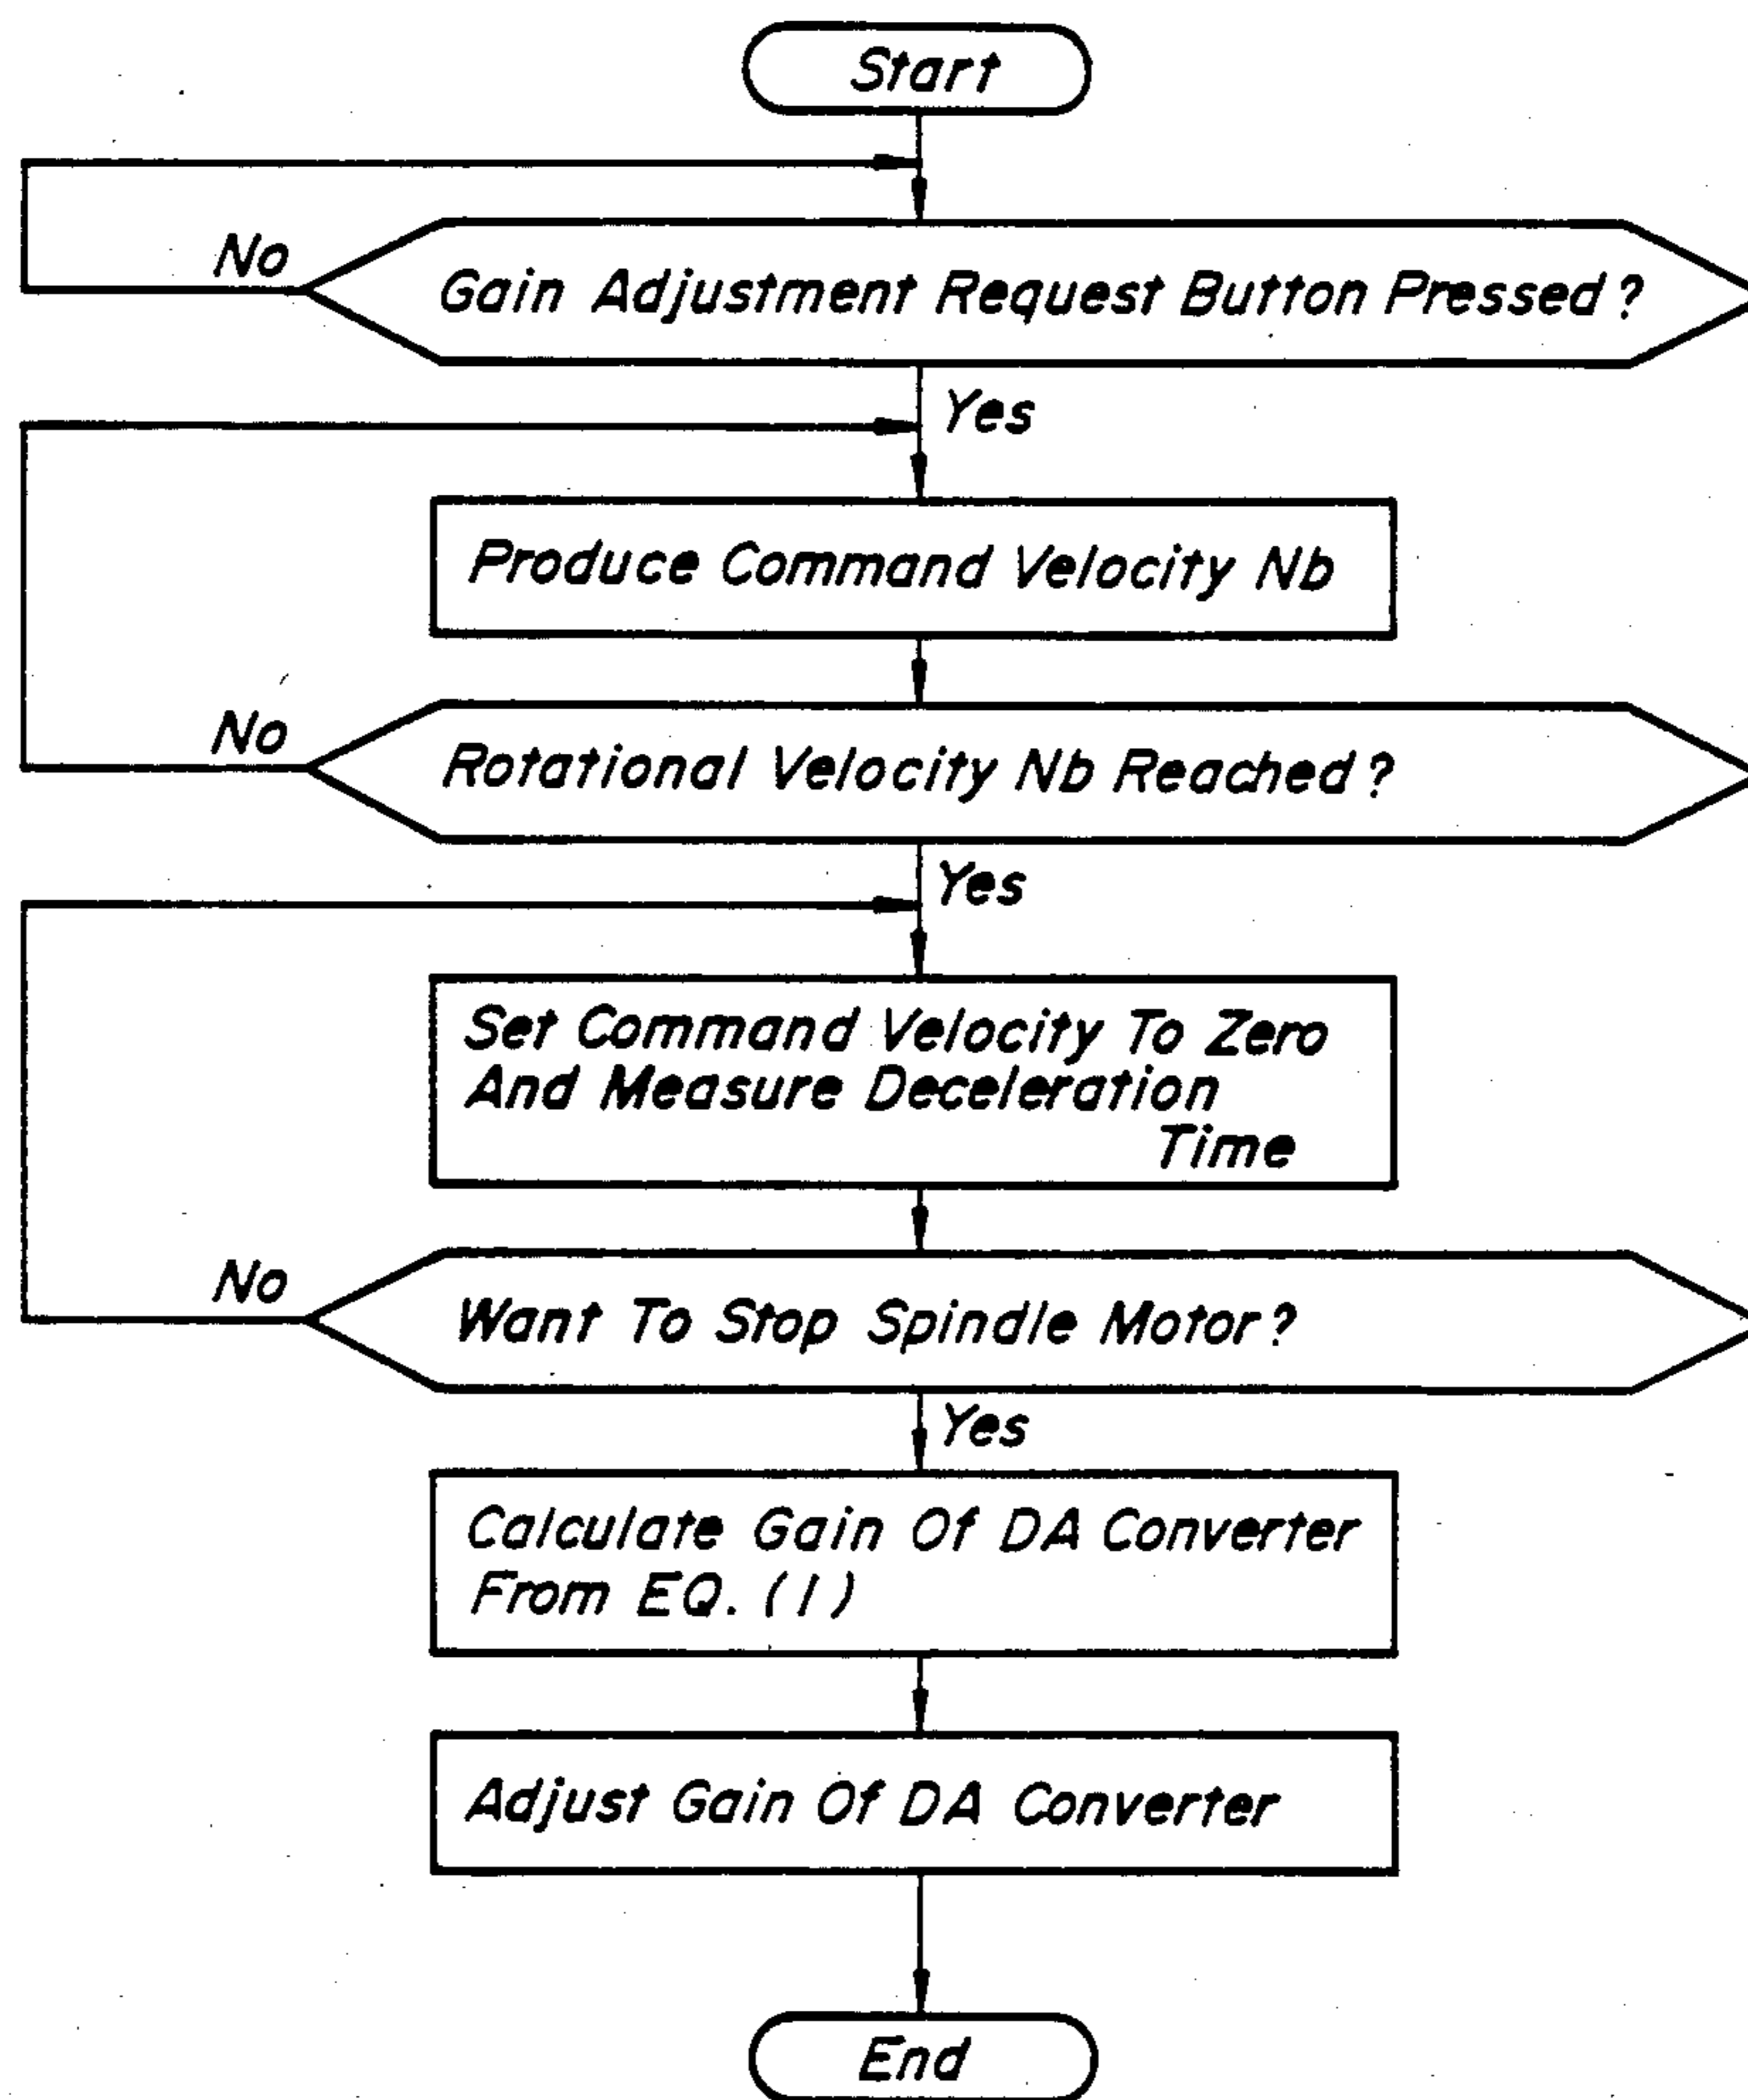 Start
No
Gain Adjustment Request Button Pressed?
Yes
Produce Command Velocity Nb
No
Rotational Velocity Nb Reached?
Yes
Set Command Velocity To Zero
And Measure Deceleration
Time
No
Want To Stop Spindle Motor?
Yes
Calculate Gain Of DA Converter
From EQ. (1)
Adjust Gain Of DA Converter
End